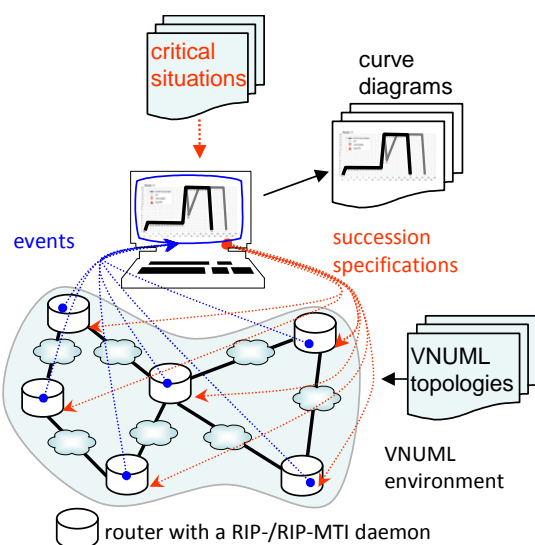 critical
situations
curve
diagrams
events
succession
specifications
VNUML
topologies
VNUML
environment
router with a RIP-/RIP-MTI daemon